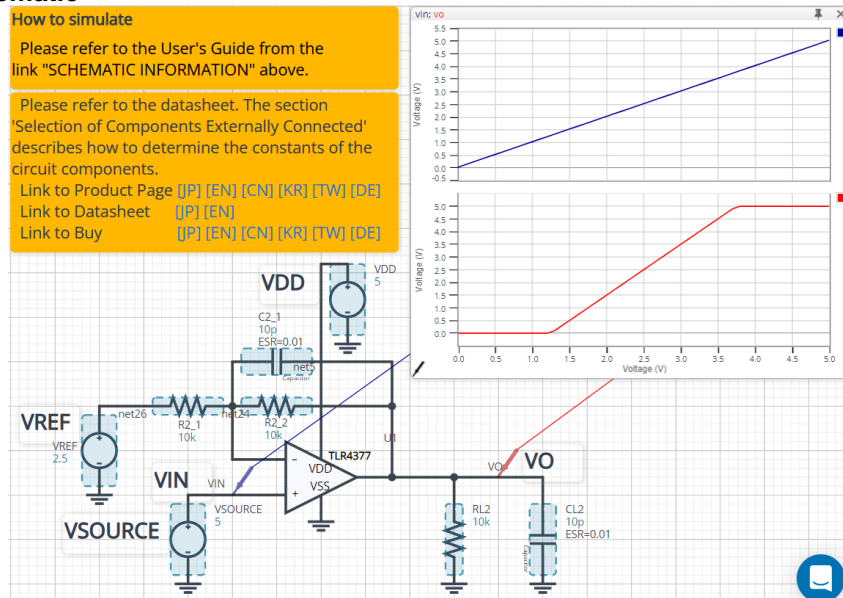 How to simulate
Please refer to the User's Guide from the
link "SCHEMATIC INFORMATION" above.
Please refer to the datasheet. The section
'Selection of Components Externally Connected'
describes how to determine the constants of the
circuit components.
Link to Product Page [JP] [EN] [CN] [KR] [TW] [DE]
Link to Datasheet [JP] [EN]
Link to Buy [JP] [EN] [CN] [KR] [TW] [DE]
vin; vo
Voltage (V)
5.5
5.0
4.5
4.0
3.5
3.0
2.5
2.0
1.5
1.0
0.5
0.0
-0.5
Voltage (V)
5.0
4.5
4.0
3.5
3.0
2.5
2.0
1.5
1.0
0.5
0.0
0.0 0.5 1.0 1.5 2.0 2.5 3.0 3.5 4.0 4.5 5.0
Voltage (V)
VDD
VDD
5
C2_1
10p
ESR=0.01
net5
Capacitor
net26
R2_1
10k
net24
R2_2
10k
VREF
VREF
2.5
U1
TLR4377
VDD
VSS
-
+
VIN
VIN
VSOURCE
VSOURCE
5
VO
VO
RL2
10k
CL2
10p
ESR=0.01
Capacitor